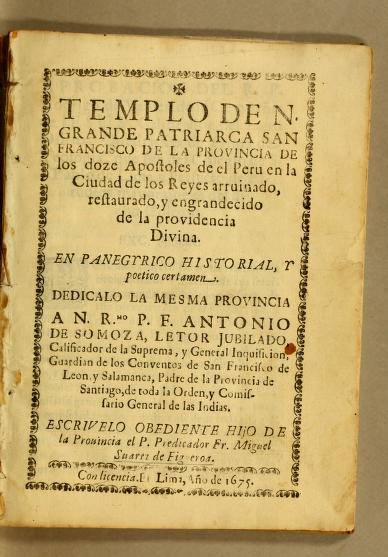 TEMPLO DE N.
GRANDE PATRIARCA SAN
FRANCISCO DE LA PROVINCIA DE
los doze Apostoles de el Peru en la
Ciudad de los Reyes arruinado,
restaurado, y engrandecido
de la providencia
Divina.
EN PANEGYRICO HISTORIAL, Y
poetico certamen.
DEDICALO LA MESMA PROVINCIA
A N. R.MO P. F. ANTONIO
DE SOMOZA, LETOR JUBILADO,
Calificador de la Suprema, y General Inquisicion,
Guardian de los Conventos de San Francisco de
Leon, y Salamanca, Padre de la Provincia de
Santiago, de toda la Orden, y Comis-
sario General de las Indias.
ESCRIVELO OBEDIENTE HIJO DE
la Prouincia el P. Predicador Fr. Miguel
Suarez de Figueroa.
Con licencia. En Lima, Año de 1675.